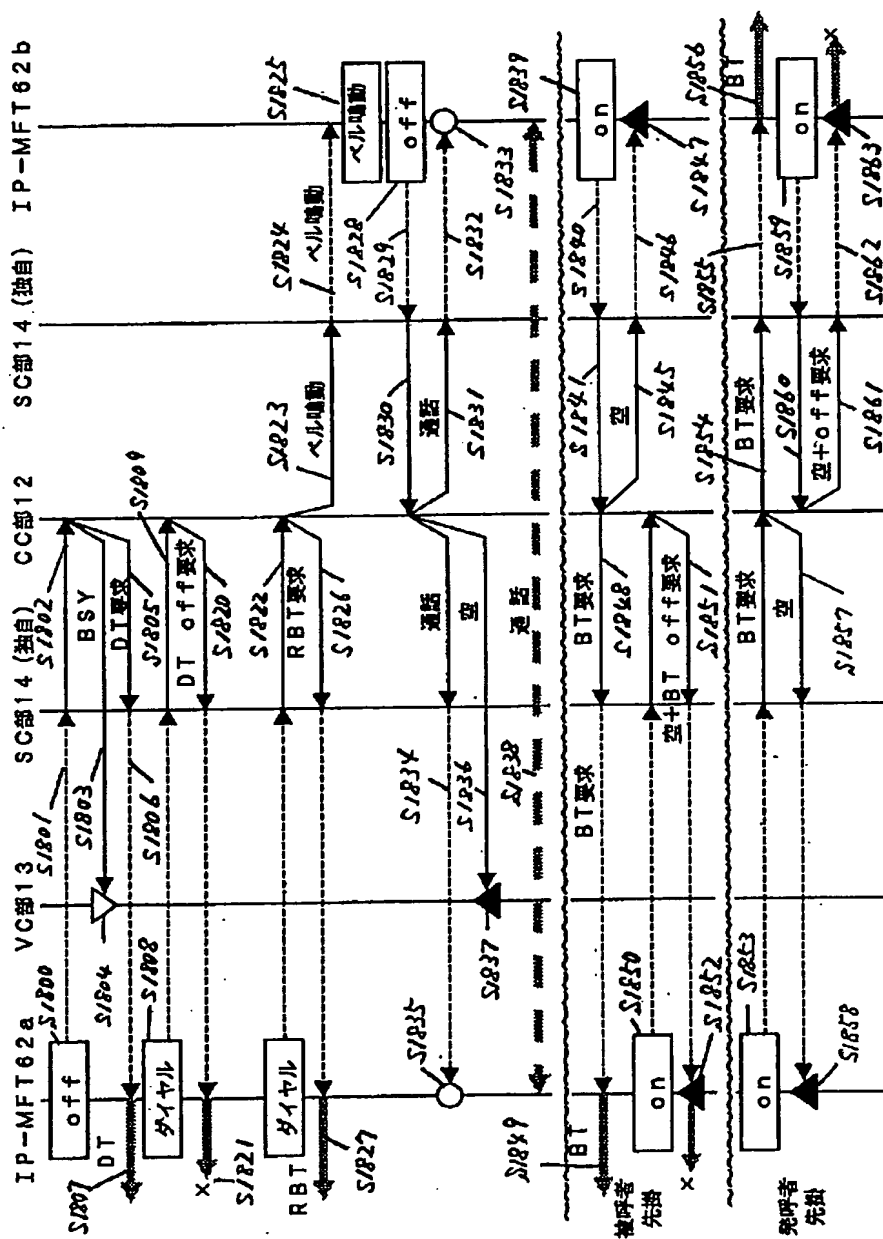 IP-MFT62a
VC部13
SC部14(独自)
CC部12
SC部14(独自)
IP-MFT62b
off
S1800
S1801
S1802
BSY
S1803
S1804
DT要求
S1805
S1806
DT
S1807
ダイヤル
S1808
S1809
DT off要求
S1820
×
S1821
ダイヤル
S1822
S1823
ベル鳴動
S1824
ベル鳴動
S1825
ベル鳴動
RBT要求
S1826
RBT
S1827
off
S1828
S1829
S1830
通話
S1831
S1832
S1833
通話
S1834
S1835
空
S1836
S1837
通話
S1838
被呼者
先掛
on
S1839
S1840
S1841
空
S1845
S1846
S1847
BT要求
S1848
BT要求
BT
S1849
on
S1850
空+BT off要求
S1851
S1852
×
発呼者
先掛
on
S1853
BT要求
BT要求
S1854
S1855
BT
S1856
空
S1857
S1858
on
S1859
S1860
空+off要求
S1861
S1862
S1863
×